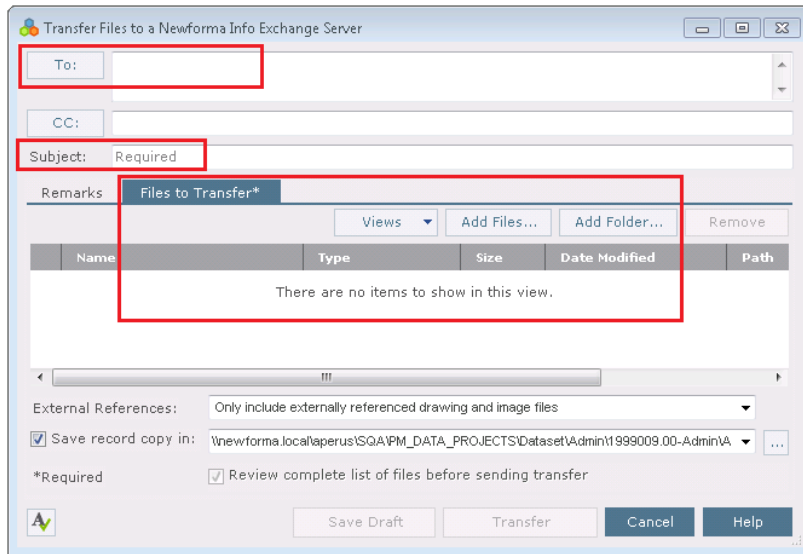 Transfer Files to a Newforma Info Exchange Server
To:
CC:
Subject: Required
Remarks Files to Transfer*
Views Add Files... Add Folder... Remove
Name Type Size Date Modified Path
There are no items to show in this view.
External References: Only include externally referenced drawing and image files
Save record copy in: \\newforma.local\aperus\SQA\PM_DATA_PROJECTS\Dataset\Admin\1999009.00-Admin\A ...
*Required Review complete list of files before sending transfer
Save Draft Transfer Cancel Help